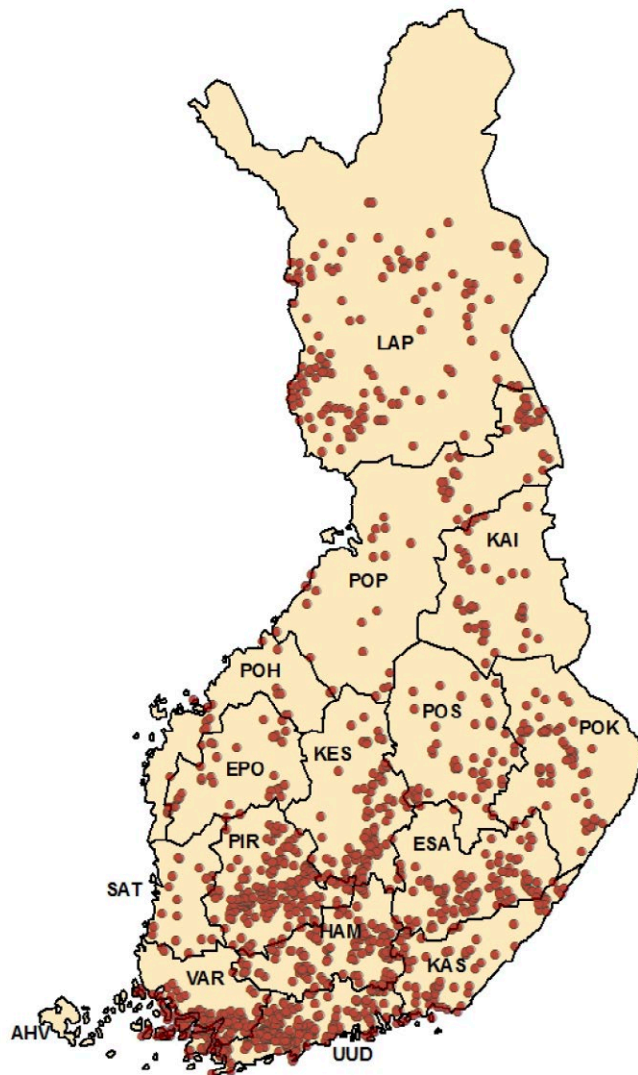 LAP
KAI
POP
POH
POS
POK
KES
EPO
PIR
ESA
SAT
HAM
KAS
VAR
AHV
UUD